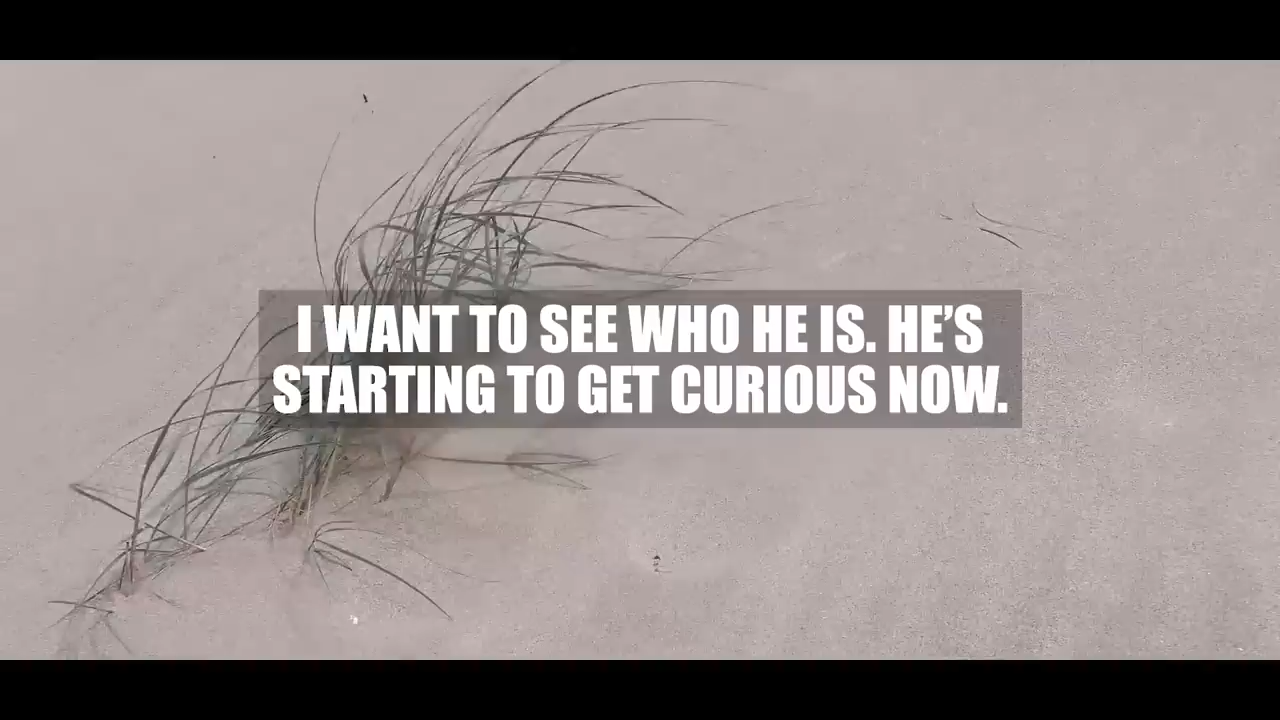 I WANT TO SEE WHO HE IS. HE’S
STARTING TO GET CURIOUS NOW.